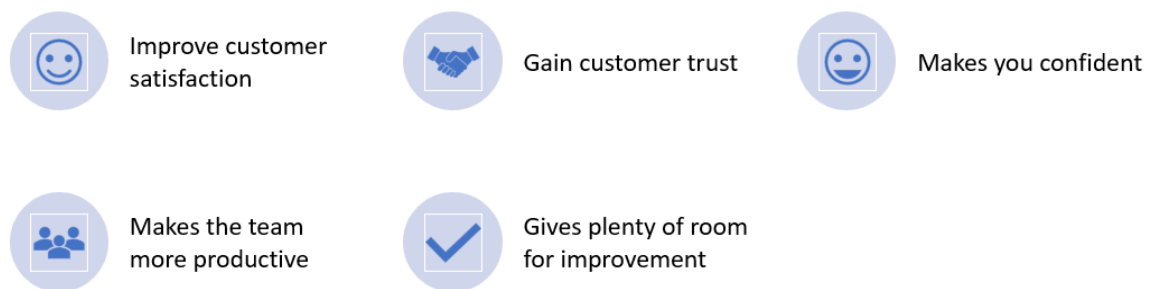 Improve customer
satisfaction
Gain customer trust
Makes you confident
Makes the team
more productive
Gives plenty of room
for improvement